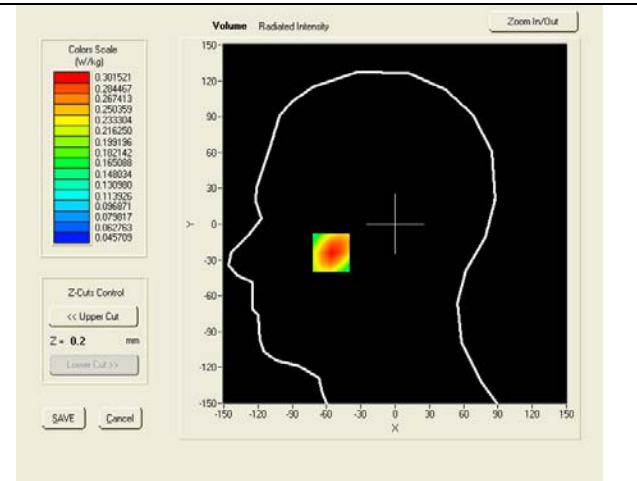 Volume Radiated Intensity
Zoom In/Out
Colors Scale
(W/kg)
0.301521
0.284467
0.267413
0.250359
0.233304
0.216250
0.199196
0.182142
0.165088
0.148034
0.130980
0.113926
0.096871
0.079817
0.062763
0.045709
Z-Cuts Control
<< Upper Cut
Z = 0.2 mm
Lower Cut >>
SAVE Cancel
150
120
90
60
30
0
-30
-60
-90
-120
-150
Y
-150 -120 -90 -60 -30 0 30 60 90 120 150
X